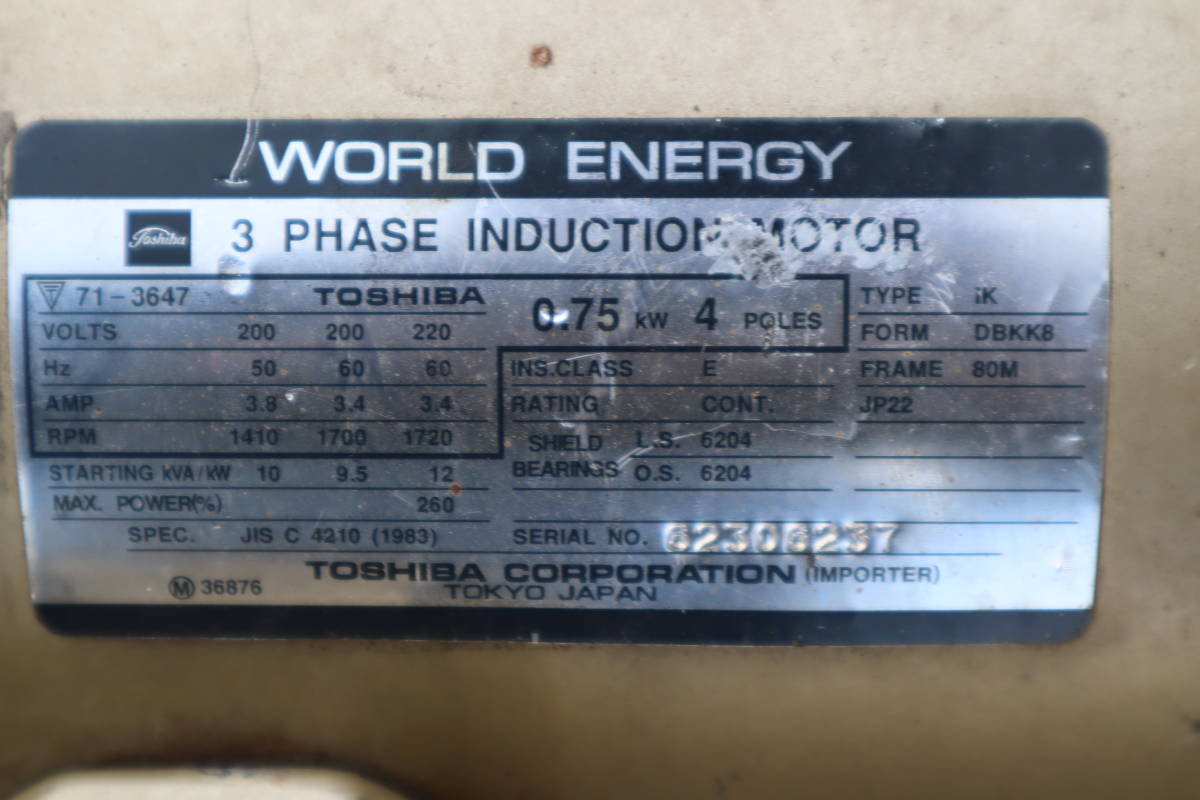 WORLD ENERGY
Toshiba 3 PHASE INDUCTION MOTOR
71-3647 TOSHIBA 0.75 kW 4 POLES TYPE iK
VOLTS 200 200 220 FORM DBKK8
Hz 50 60 60 INS.CLASS E FRAME 80M
AMP. 3.8 3.4 3.4 RATING CONT. JP22
RPM 1410 1700 1720 SHIELD L.S. 6204
STARTING kVA/kW 10 9.5 12 BEARINGS O.S. 6204
MAX. POWER(%) 260
SPEC. JIS C 4210 (1983) SERIAL NO. 62306237
TOSHIBA CORPORATION (IMPORTER)
M 36876 TOKYO JAPAN